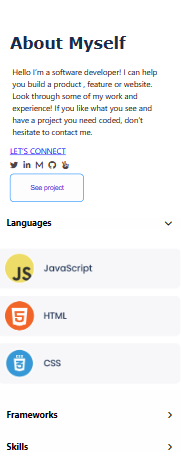 About Myself
Hello I'm a software developer! I can help
you build a product , feature or website.
Look through some of my work and
experience! If you like what you see and
have a project you need coded, don't
hesitate to contact me.
LET'S CONNECT
See project
Languages
JS JavaScript
HTML
CSS
Frameworks
Skills